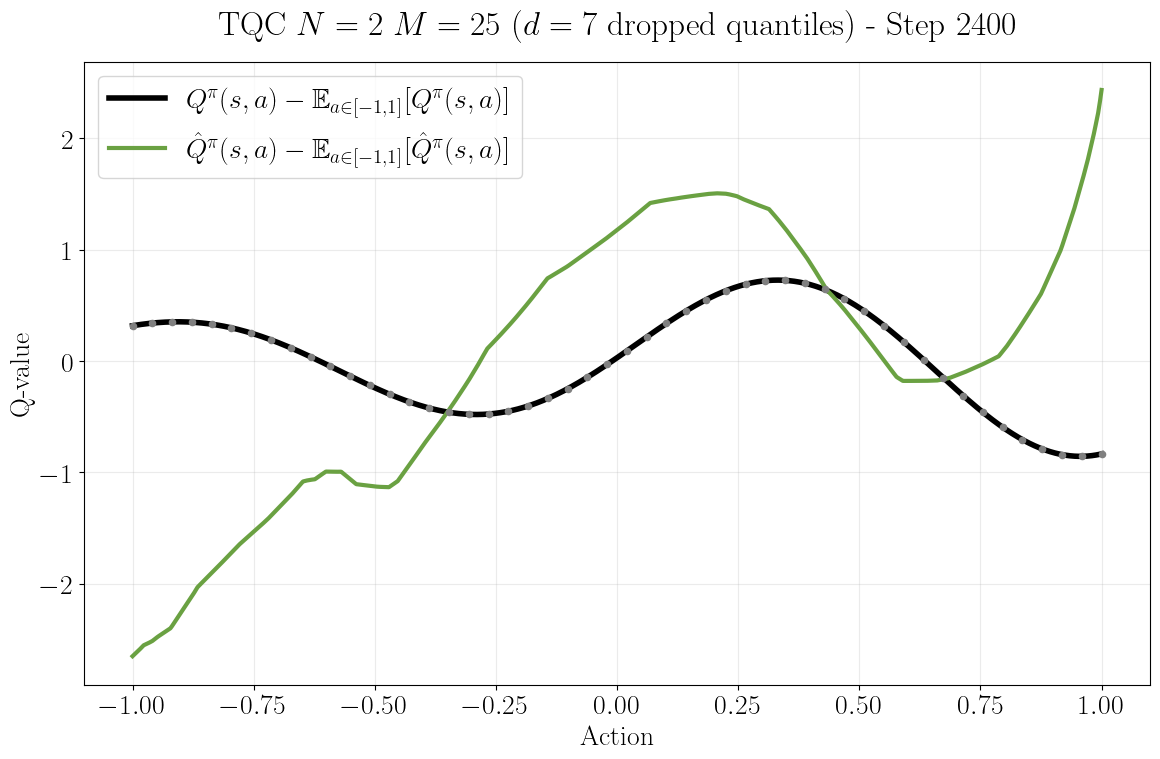 TQC N = 2 M = 25 (d = 7 dropped quantiles) - Step 2400
Q^π(s, a) − 𝔼_{a∈[−1,1]}[Q^π(s, a)]
Q̂^π(s, a) − 𝔼_{a∈[−1,1]}[Q̂^π(s, a)]
2
1
0
−1
−2
Q-value
−1.00 −0.75 −0.50 −0.25 0.00 0.25 0.50 0.75 1.00
Action